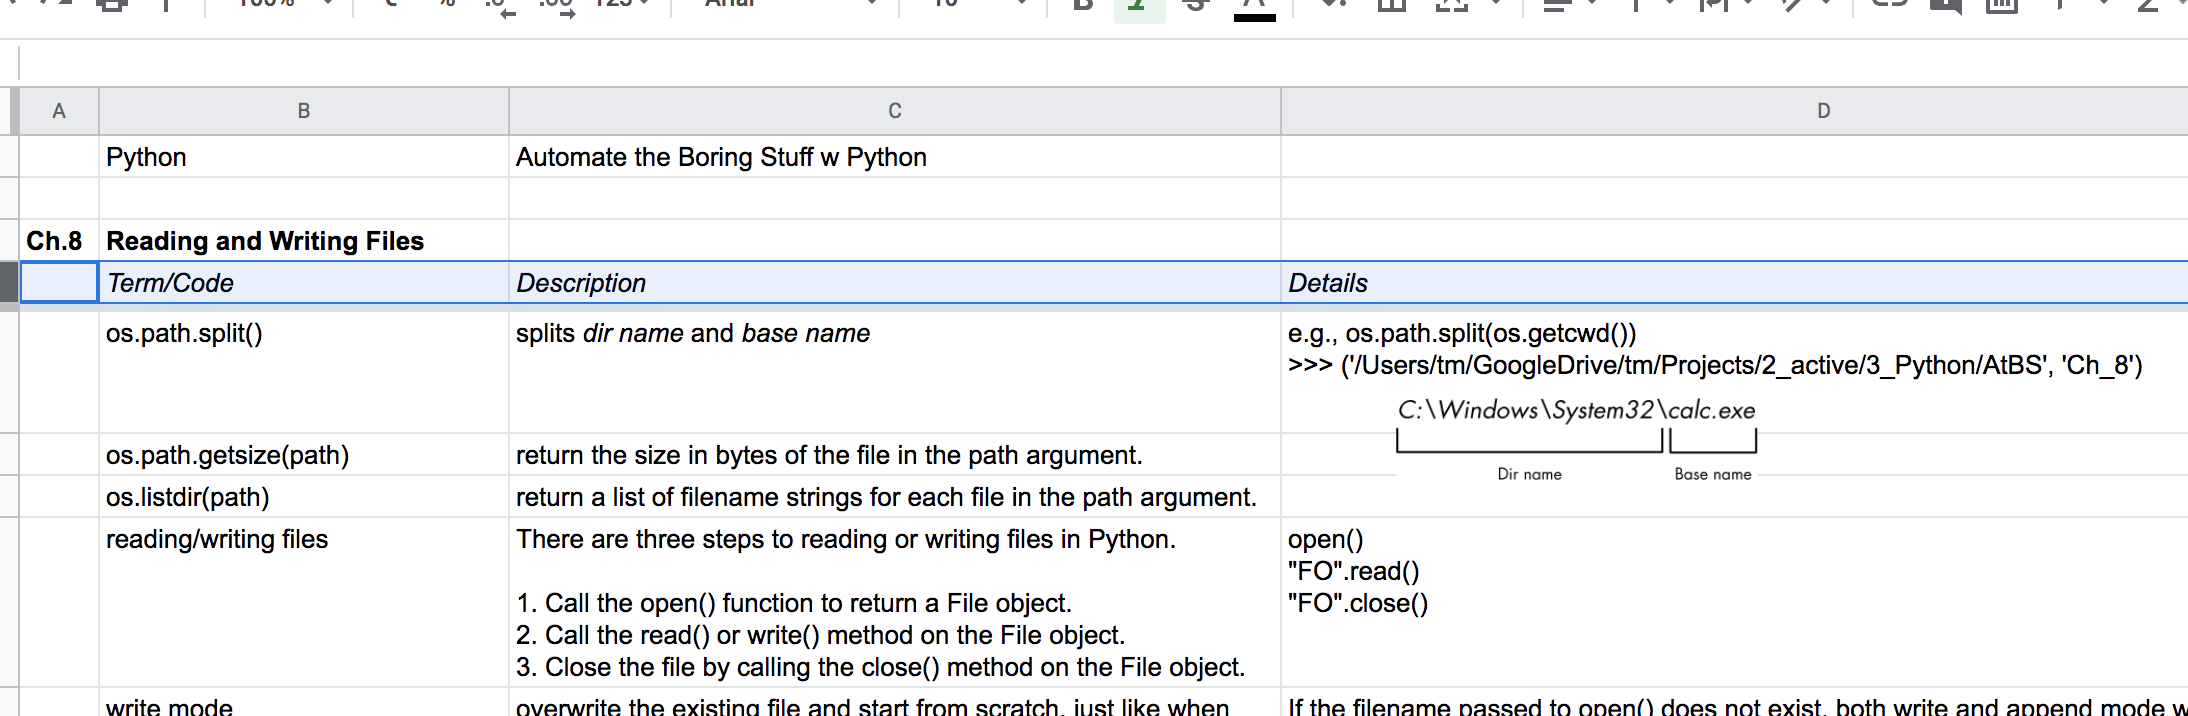 A B C D
Python Automate the Boring Stuff w Python
Ch.8 Reading and Writing Files
Term/Code Description Details
os.path.split() splits dir name and base name e.g., os.path.split(os.getcwd())
>>> ('/Users/tm/GoogleDrive/tm/Projects/2_active/3_Python/AtBS', 'Ch_8')
C:\Windows\System32\calc.exe
Dir name Base name
os.path.getsize(path) return the size in bytes of the file in the path argument.
os.listdir(path) return a list of filename strings for each file in the path argument.
reading/writing files There are three steps to reading or writing files in Python. open()
"FO".read()
1. Call the open() function to return a File object. "FO".close()
2. Call the read() or write() method on the File object.
3. Close the file by calling the close() method on the File object.
write mode overwrite the existing file and start from scratch, just like when If the filename passed to open() does not exist, both write and append mode